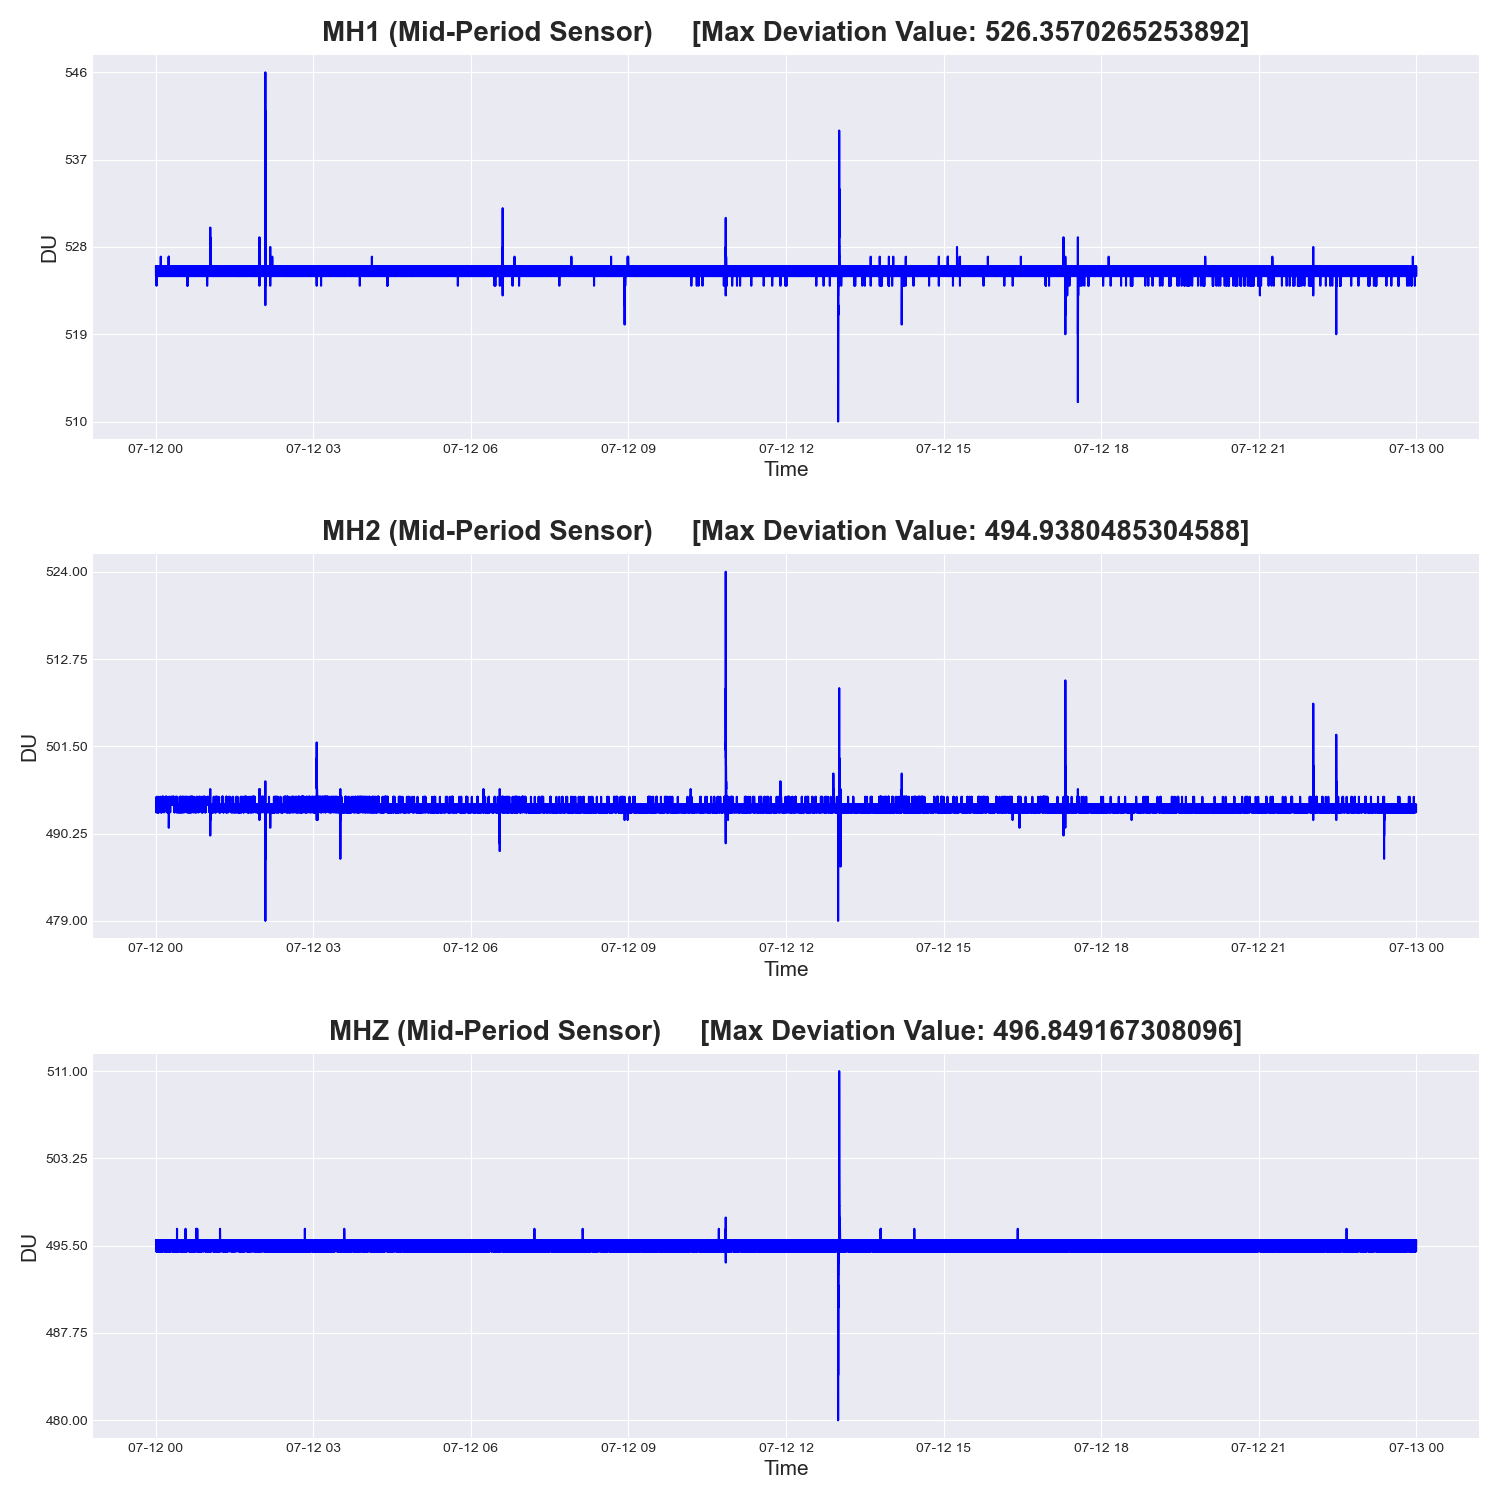 MH1 (Mid-Period Sensor) [Max Deviation Value: 526.3570265253892]
546
537
528
519
510
DU
07-12 00 07-12 03 07-12 06 07-12 09 07-12 12 07-12 15 07-12 18 07-12 21 07-13 00
Time
MH2 (Mid-Period Sensor) [Max Deviation Value: 494.9380485304588]
524.00
512.75
501.50
490.25
479.00
DU
07-12 00 07-12 03 07-12 06 07-12 09 07-12 12 07-12 15 07-12 18 07-12 21 07-13 00
Time
MHZ (Mid-Period Sensor) [Max Deviation Value: 496.849167308096]
511.00
503.25
495.50
487.75
480.00
DU
07-12 00 07-12 03 07-12 06 07-12 09 07-12 12 07-12 15 07-12 18 07-12 21 07-13 00
Time